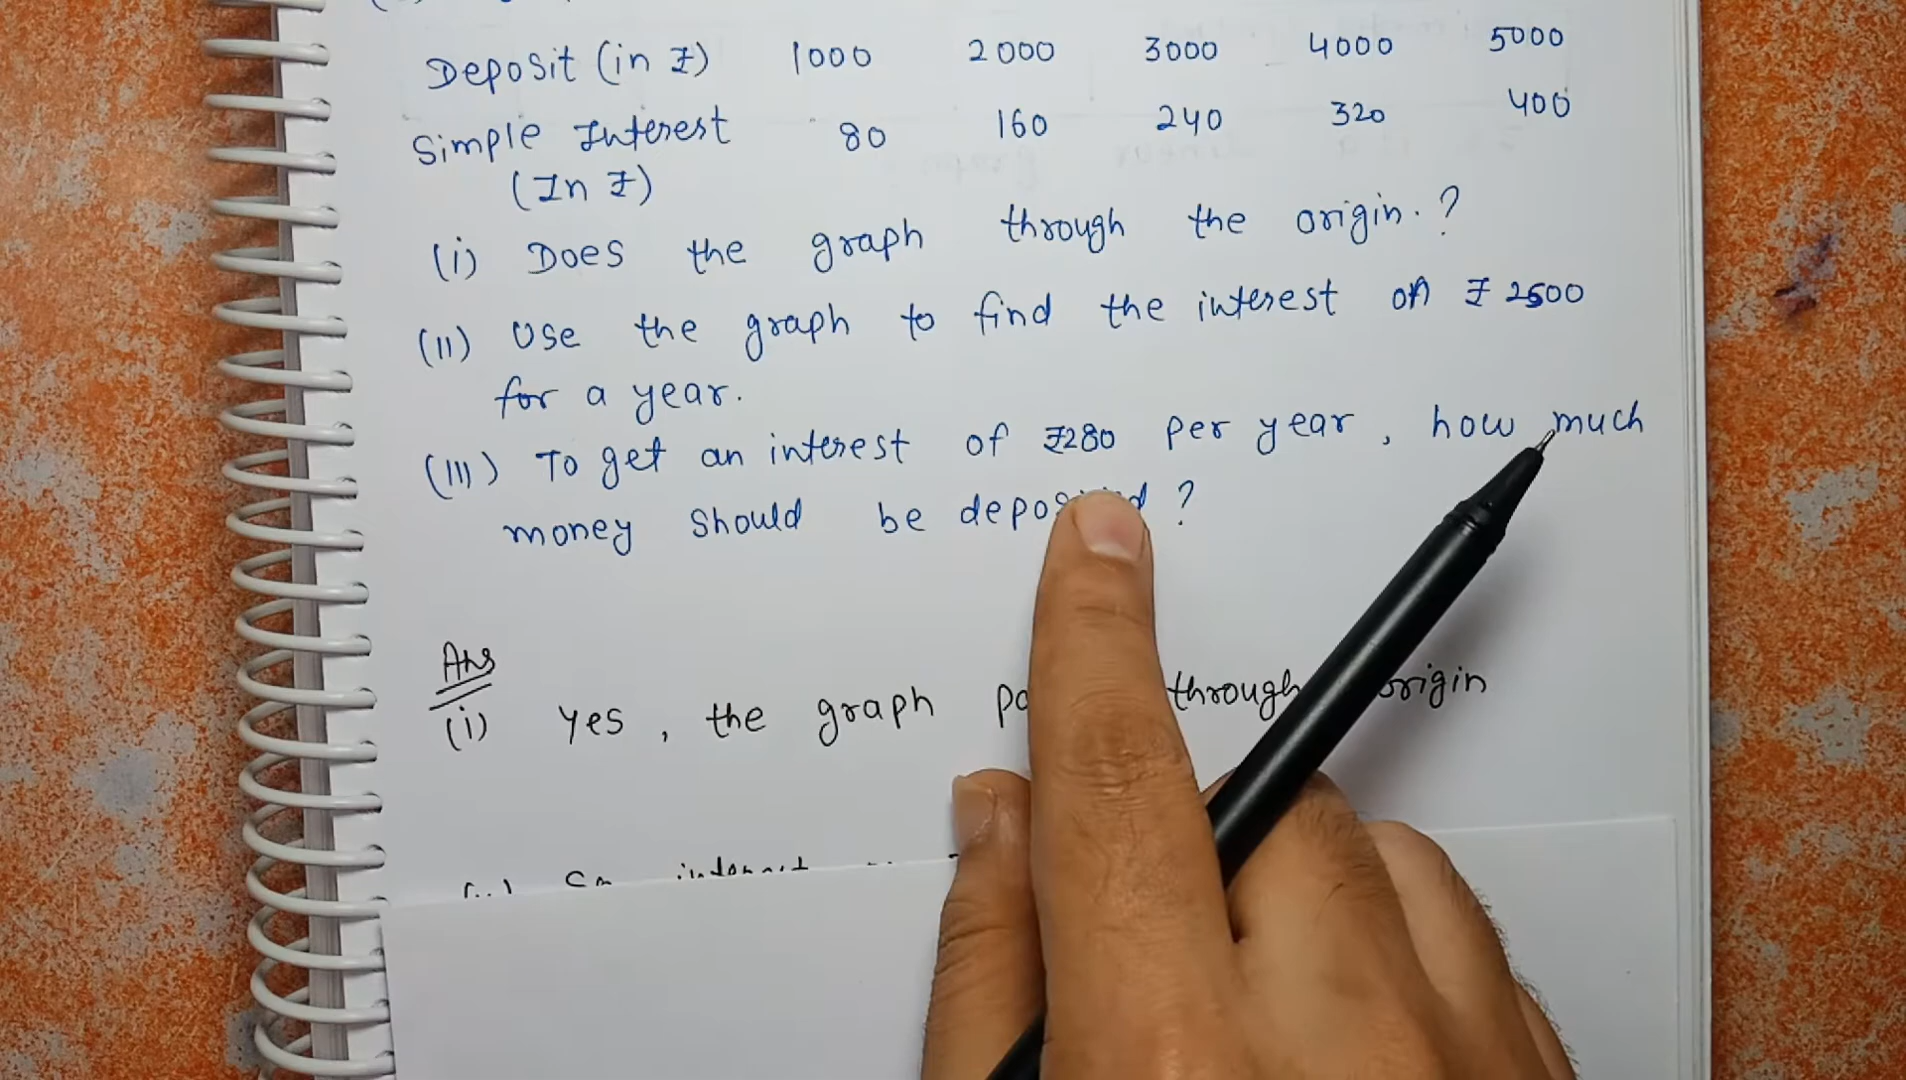 Deposit (in ₹) 1000 2000 3000 4000 5000
Simple Interest 80 160 240 320 400
(In ₹)
(i) Does the graph through the origin. ?
(II) Use the graph to find the interest on ₹ 2500
for a year.
(III) To get an interest of ₹280 per year, how much
money should be ?
Ans
(i) Yes, the graph through origin